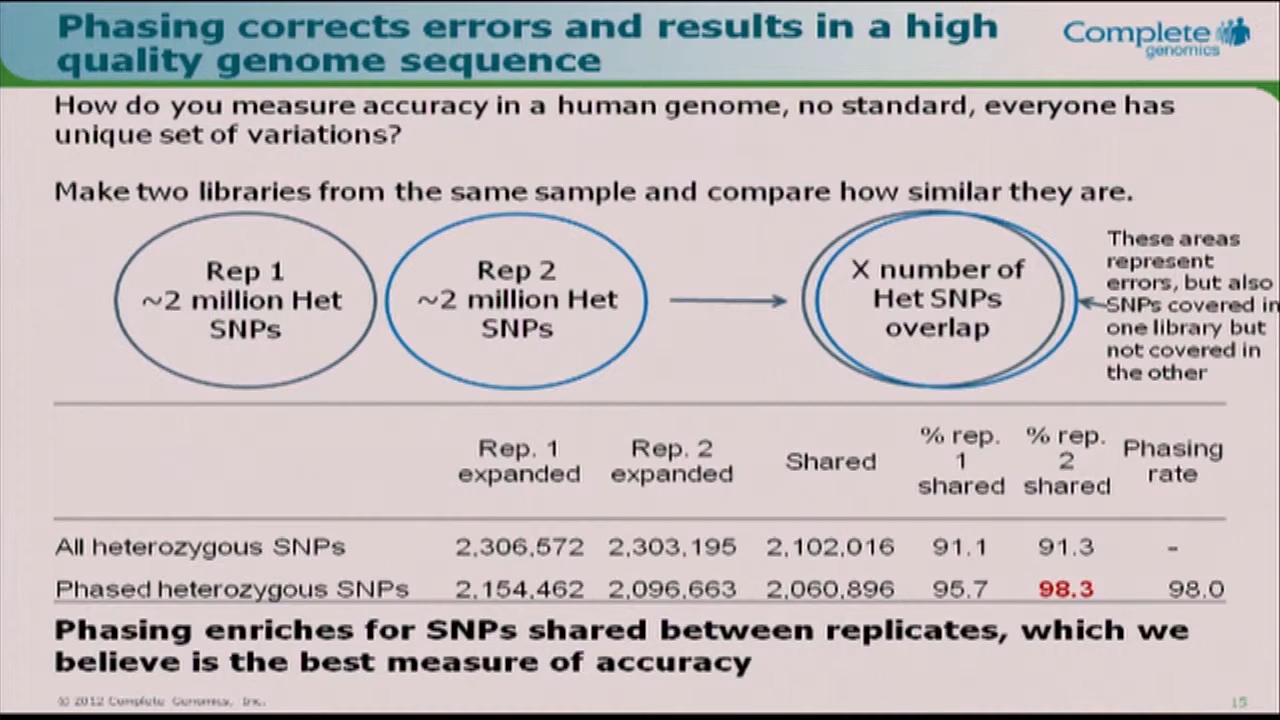 Phasing corrects errors and results in a high
quality genome sequence
Complete
genomics
How do you measure accuracy in a human genome, no standard, everyone has
unique set of variations?
Make two libraries from the same sample and compare how similar they are.
Rep 1
~2 million Het
SNPs
Rep 2
~2 million Het
SNPs
X number of
Het SNPs
overlap
These areas
represent
errors, but also
SNPs covered in
one library but
not covered in
the other
Rep. 1 expanded Rep. 2 expanded Shared % rep. 1 shared % rep. 2 shared Phasing rate
All heterozygous SNPs 2,306,572 2,303,195 2,102,016 91.1 91.3 -
Phased heterozygous SNPs 2,154,462 2,096,663 2,060,896 95.7 98.3 98.0
Phasing enriches for SNPs shared between replicates, which we
believe is the best measure of accuracy
© 2012 Complete Genomics, Inc.
15